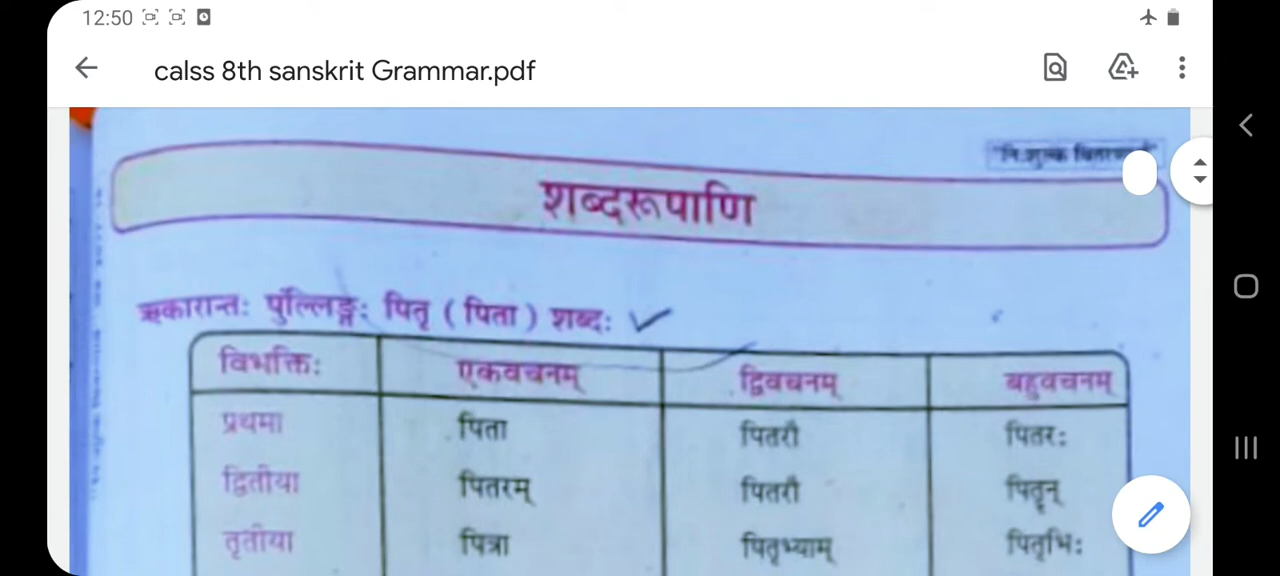 12:50
calss 8th sanskrit Grammar.pdf
शब्दरूपाणि
ऋकारान्तः पुंल्लिङ्गः पितृ ( पिता ) शब्दः
विभक्तिः एकवचनम् द्विवचनम् बहुवचनम्
प्रथमा पिता पितरौ पितरः
द्वितीया पितरम् पितरौ पितॄन्
तृतीया पित्रा पितृभ्याम् पितृभिः